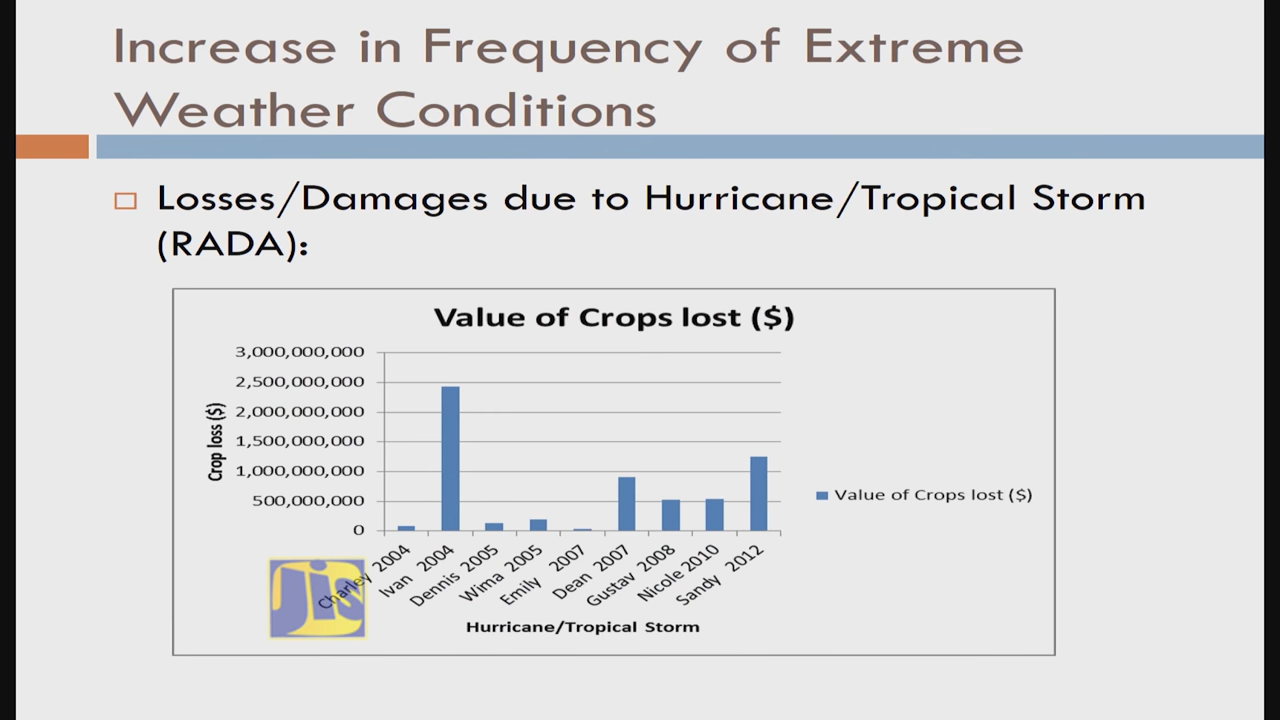 Increase in Frequency of Extreme
Weather Conditions
Losses/Damages due to Hurricane/Tropical Storm
(RADA):
Value of Crops lost ($)
3,000,000,000
2,500,000,000
2,000,000,000
1,500,000,000
1,000,000,000
500,000,000
0
Crop loss ($)
Charley 2004
Ivan 2004
Dennis 2005
Wima 2005
Emily 2007
Dean 2007
Gustav 2008
Nicole 2010
Sandy 2012
Hurricane/Tropical Storm
Value of Crops lost ($)
Jis